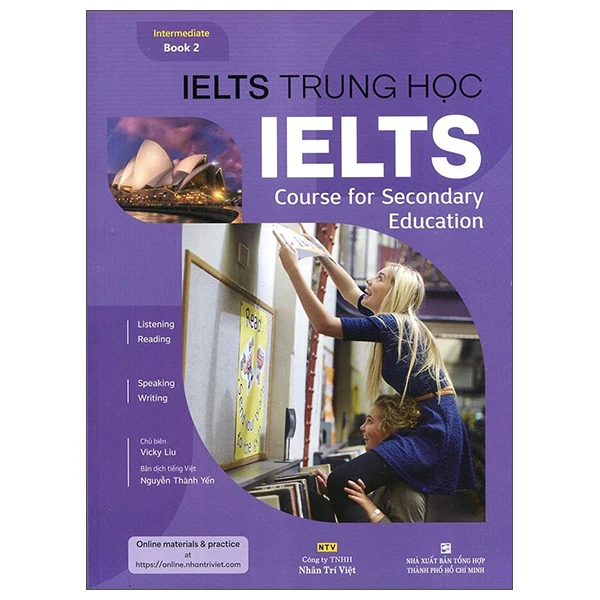 Intermediate
Book 2
IELTS TRUNG HỌC
IELTS
Course for Secondary
Education
Listening
Reading
Speaking
Writing
Chủ biên
Vicky Liu
Bản dịch tiếng Việt
Nguyễn Thành Yến
Online materials & practice
at
https://online.nhantriviet.com
NTV
Công ty TNHH
Nhân Trí Việt
NHÀ XUẤT BẢN TỔNG HỢP
THÀNH PHỐ HỒ CHÍ MINH
Read